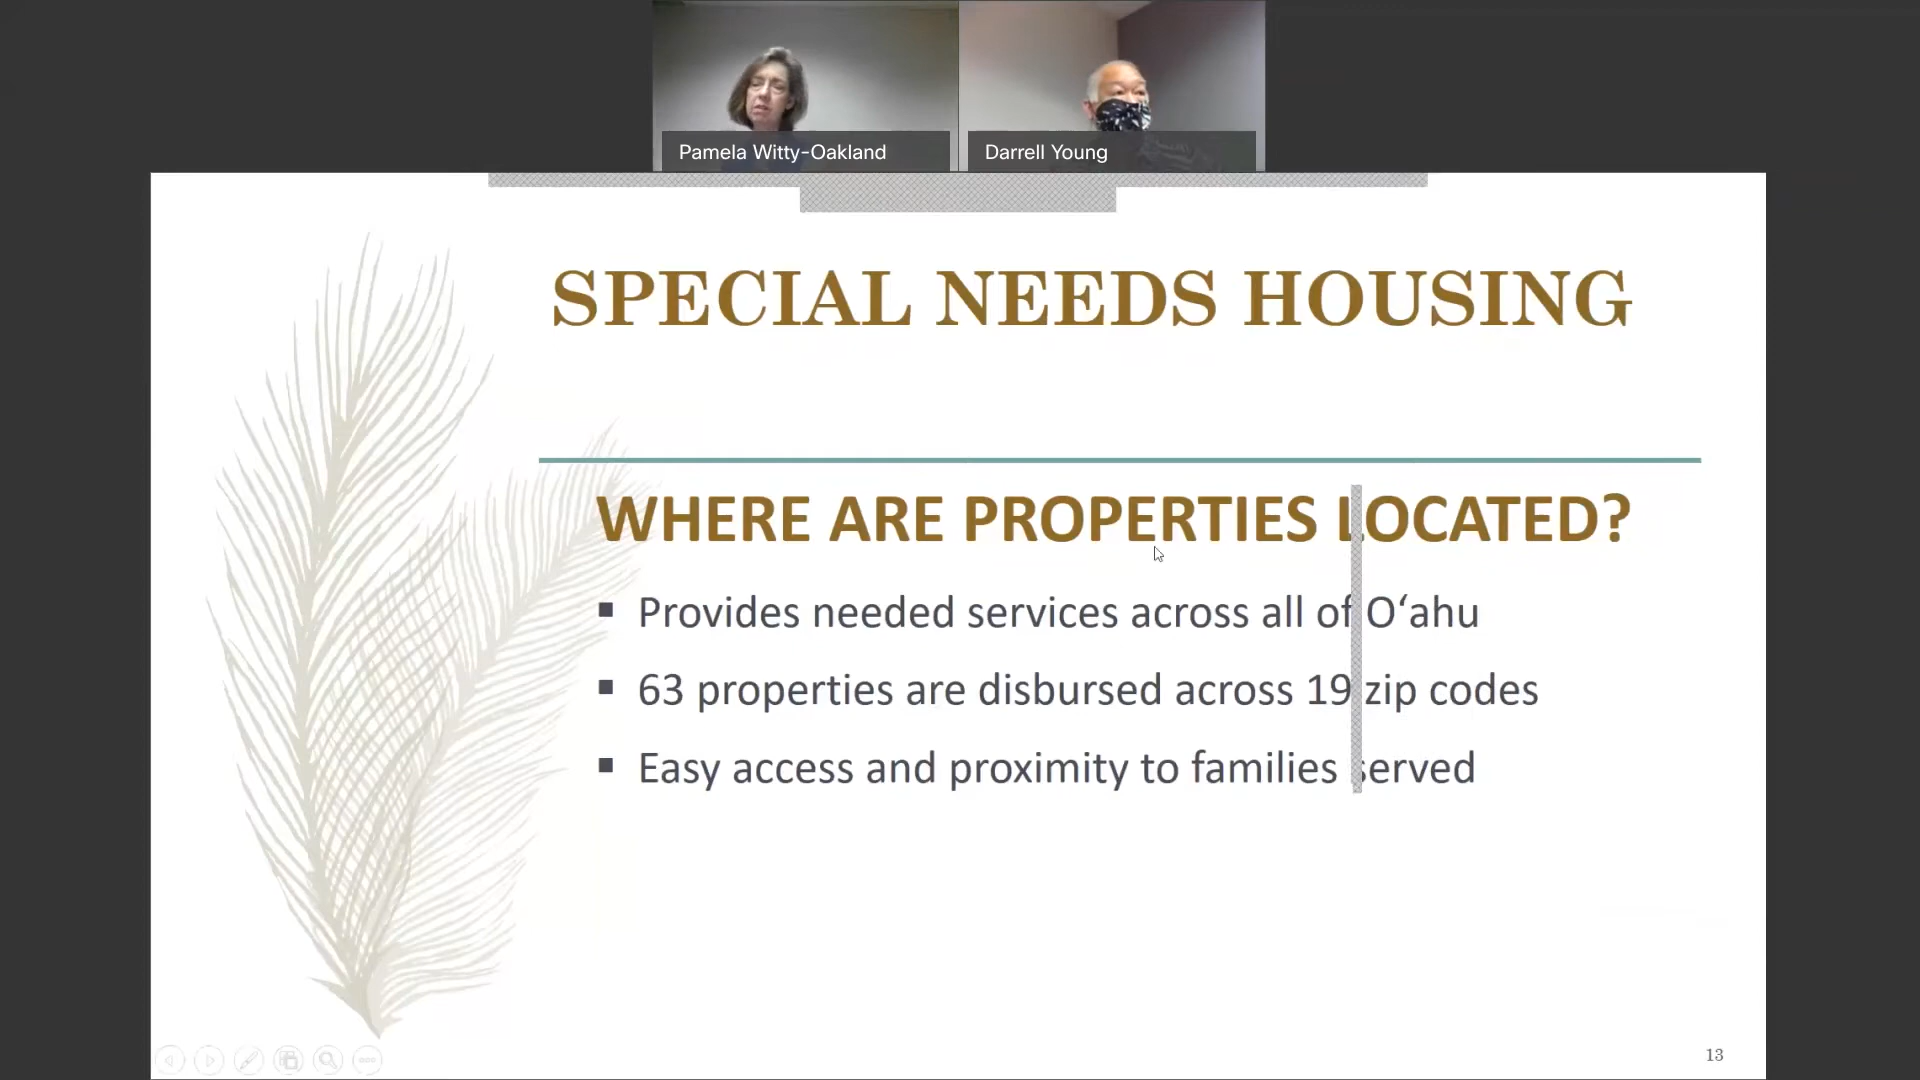 Pamela Witty-Oakland
Darrell Young
SPECIAL NEEDS HOUSING
WHERE ARE PROPERTIES LOCATED?
▪ Provides needed services across all of Oʻahu
▪ 63 properties are disbursed across 19 zip codes
▪ Easy access and proximity to families served
13